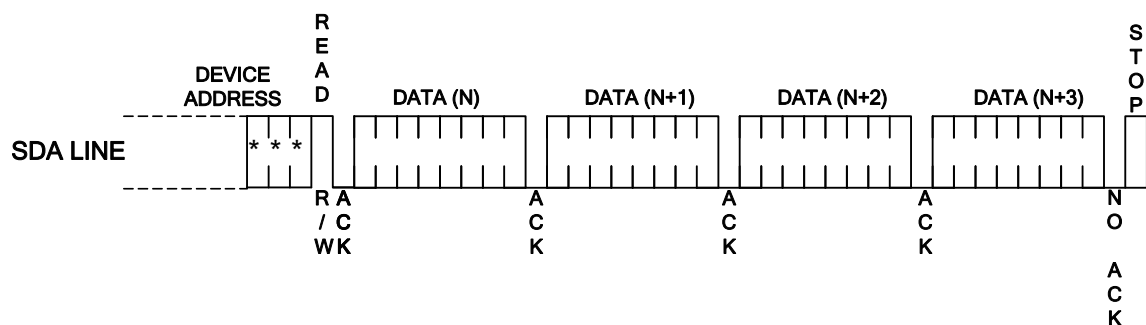 READ
STOP
DEVICE
ADDRESS
DATA (N)
DATA (N+1)
DATA (N+2)
DATA (N+3)
SDA LINE
* * *
R/W
ACK
ACK
ACK
ACK
NO ACK